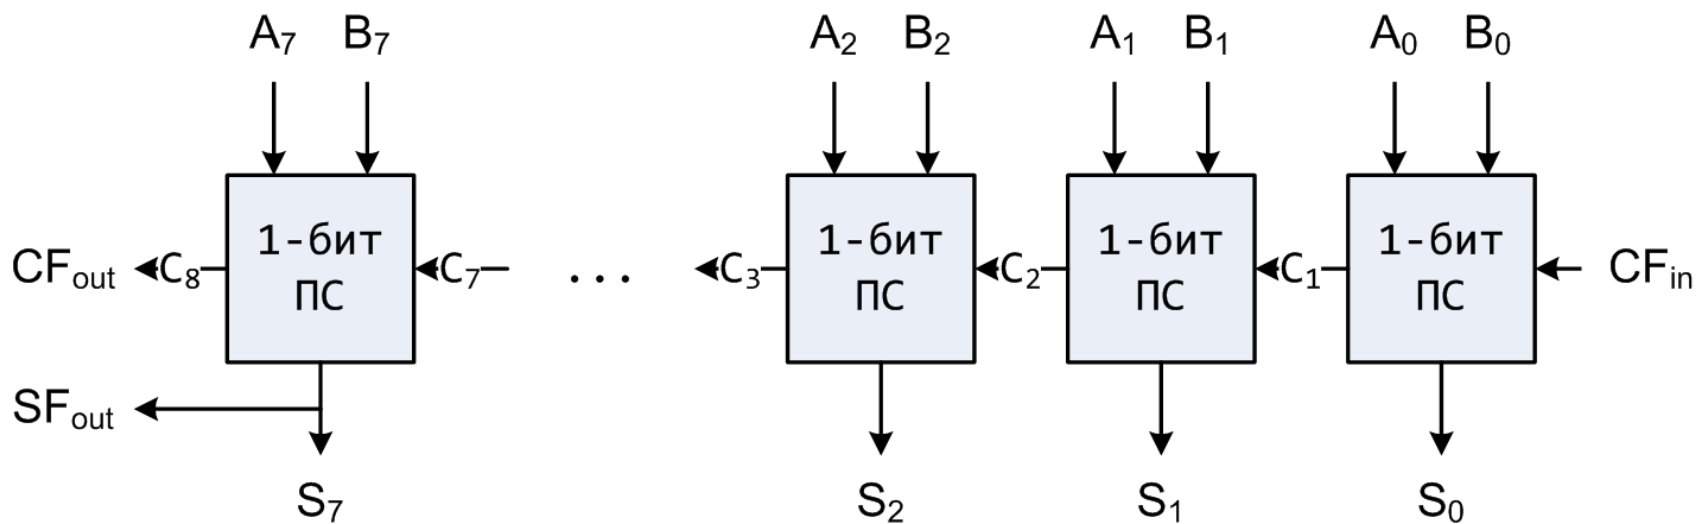 A₇ B₇ A₂ B₂ A₁ B₁ A₀ B₀
1-бит 1-бит 1-бит 1-бит
CFout C₈ C₇ ... C₃ C₂ C₁ CFin
ПС ПС ПС ПС
SFout
S₇ S₂ S₁ S₀